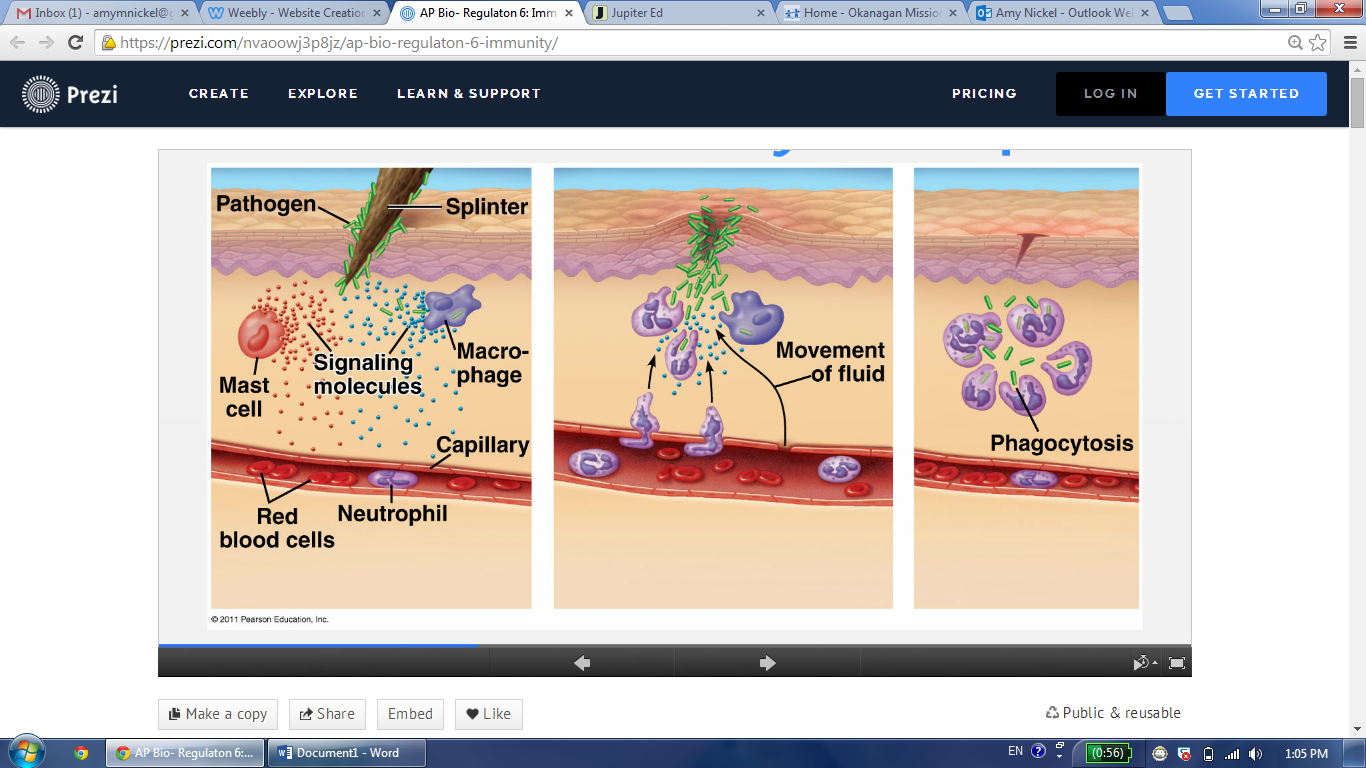 Inbox (1) - amymnickel@g
Weebly - Website Creation
AP Bio- Regulaton 6: Imm
Jupiter Ed
Home - Okanagan Mission
Amy Nickel - Outlook Web
https://prezi.com/nvaoowj3p8jz/ap-bio-regulaton-6-immunity/
Prezi
CREATE
EXPLORE
LEARN & SUPPORT
PRICING
LOG IN
GET STARTED
Pathogen
Splinter
Signaling
molecules
Macro-
phage
Mast
cell
Capillary
Red
blood cells
Neutrophil
Movement
of fluid
Phagocytosis
© 2011 Pearson Education, Inc.
Make a copy
Share
Embed
Like
Public & reusable
AP Bio- Regulaton 6:...
Document1 - Word
EN
(0:56)
1:05 PM